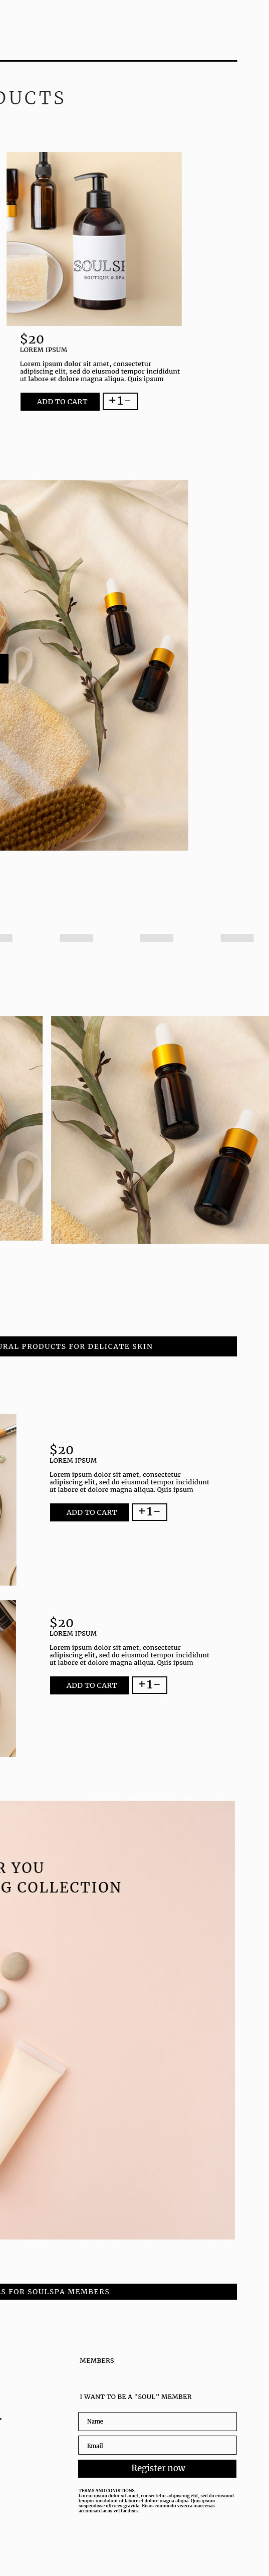 DUCTS
SOULS
BOUTIQUE & SPA
$20
LOREM IPSUM
Lorem ipsum dolor sit amet, consectetur
adipiscing elit, sed do eiusmod tempor incididunt
ut labore et dolore magna aliqua. Quis ipsum
ADD TO CART
+1-
URAL PRODUCTS FOR DELICATE SKIN
$20
LOREM IPSUM
Lorem ipsum dolor sit amet, consectetur
adipiscing elit, sed do eiusmod tempor incididunt
ut labore et dolore magna aliqua. Quis ipsum
ADD TO CART
+1-
$20
LOREM IPSUM
Lorem ipsum dolor sit amet, consectetur
adipiscing elit, sed do eiusmod tempor incididunt
ut labore et dolore magna aliqua. Quis ipsum
ADD TO CART
+1-
R YOU
G COLLECTION
S FOR SOULSPA MEMBERS
MEMBERS
I WANT TO BE A "SOUL" MEMBER
Name
Email
Register now
TERMS AND CONDITIONS:
Lorem ipsum dolor sit amet, consectetur adipiscing elit, sed do eiusmod
tempor incididunt ut labore et dolore magna aliqua. Quis ipsum
suspendisse ultrices gravida. Risus commodo viverra maecenas
accumsan lacus vel facilisis.